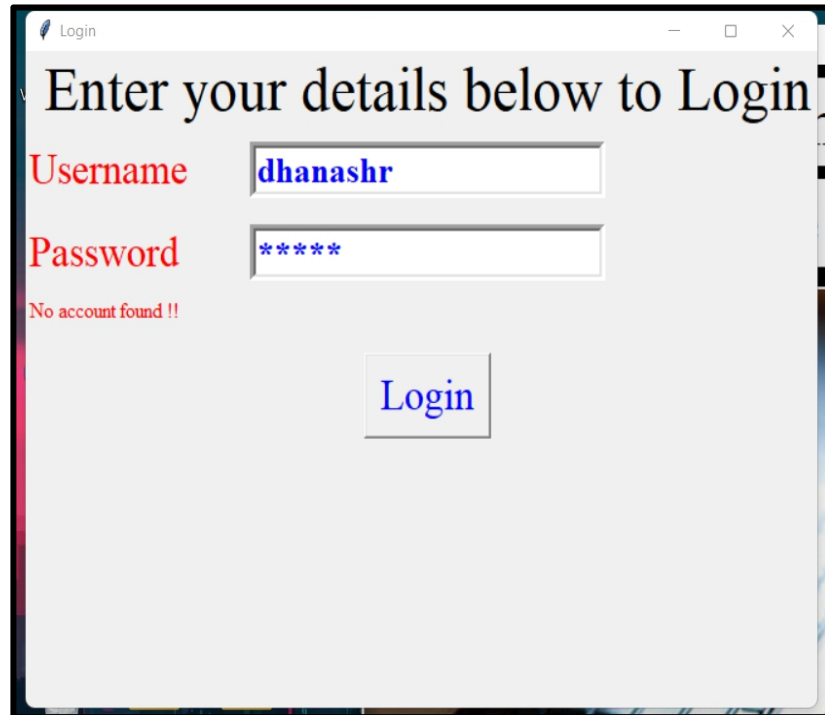 Login
Enter your details below to Login
Username dhanashr
Password *****
No account found !!
Login